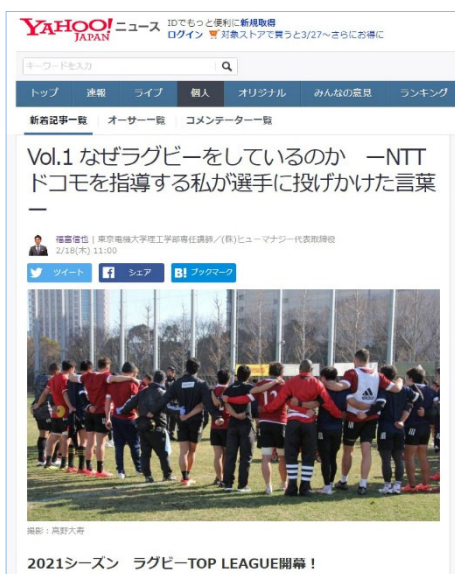 YAHOO! JAPAN ニュース
IDでもっと便利に新規取得
ログイン 対象ストアで買うと3/27~さらにお得に
キーワードを入力
トップ 速報 ライブ 個人 オリジナル みんなの意見 ランキング
新着記事一覧 オーサー一覧 コメンテーター一覧
Vol.1 なぜラグビーをしているのか ーNTT
ドコモを指導する私が選手に投げかけた言葉
ー
福富信也 | 東京電機大学理工学部専任講師/(株)ヒューマナジー代表取締役
2/18(木) 11:00
ツイート シェア B! ブックマーク
撮影:高野大寿
2021シーズン ラグビーTOP LEAGUE開幕!